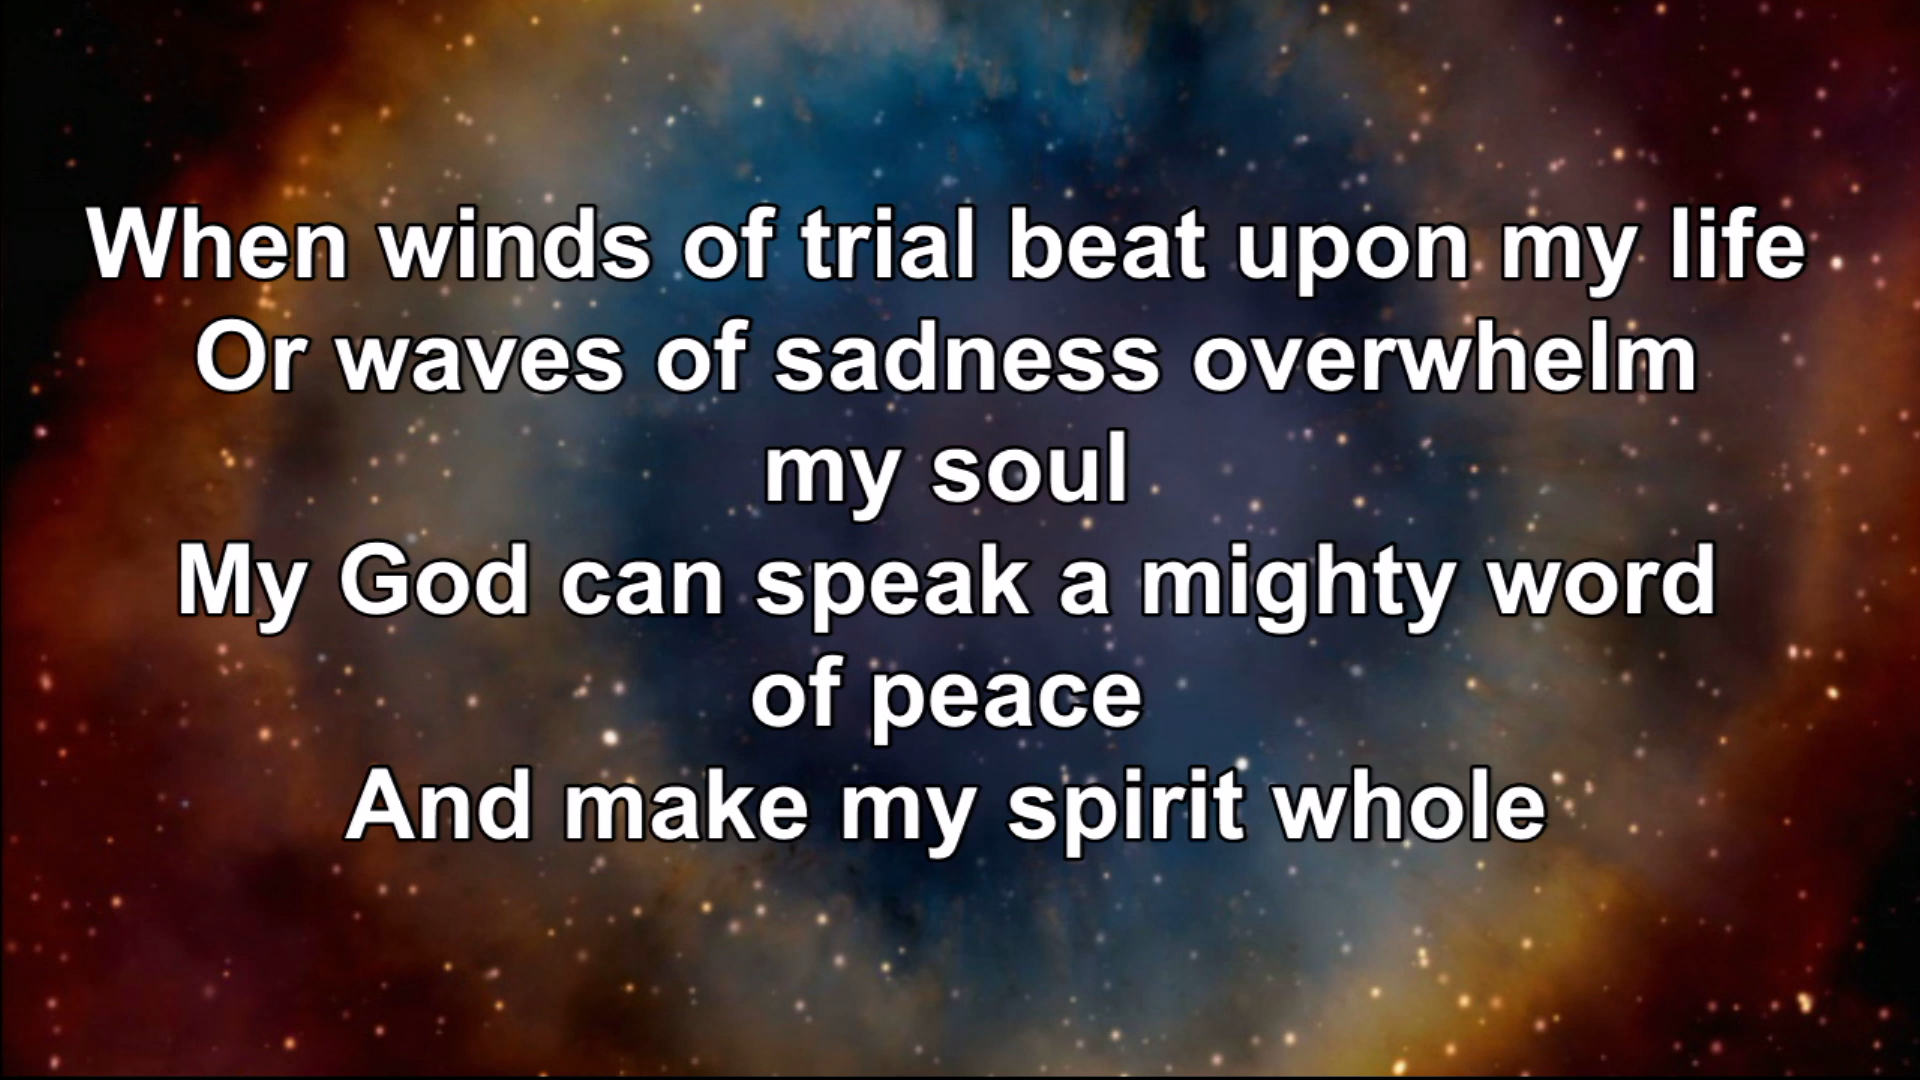 When winds of trial beat upon my life
Or waves of sadness overwhelm
my soul
My God can speak a mighty word
of peace
And make my spirit whole